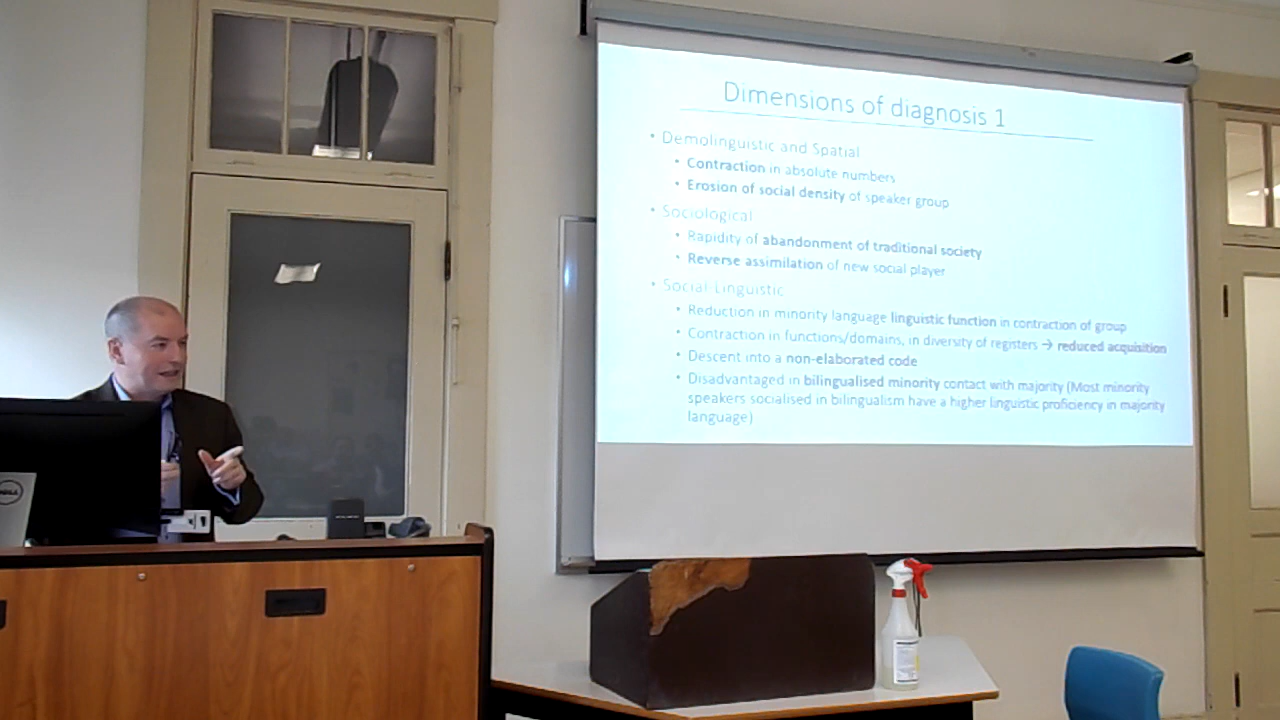 Dimensions of diagnosis 1
• Demolinguistic and Spatial
• Contraction in absolute numbers
• Erosion of social density of speaker group
• Sociological
• Rapidity of abandonment of traditional society
• Reverse assimilation of new social player
• Social Linguistic
• Reduction in minority language linguistic function in contraction of group
• Contraction in functions/domains, in diversity of registers → reduced acquisition
• Descent into a non-elaborated code
• Disadvantaged in bilingualised minority contact with majority (Most minority
speakers socialised in bilingualism have a higher linguistic proficiency in majority
language)
DELL